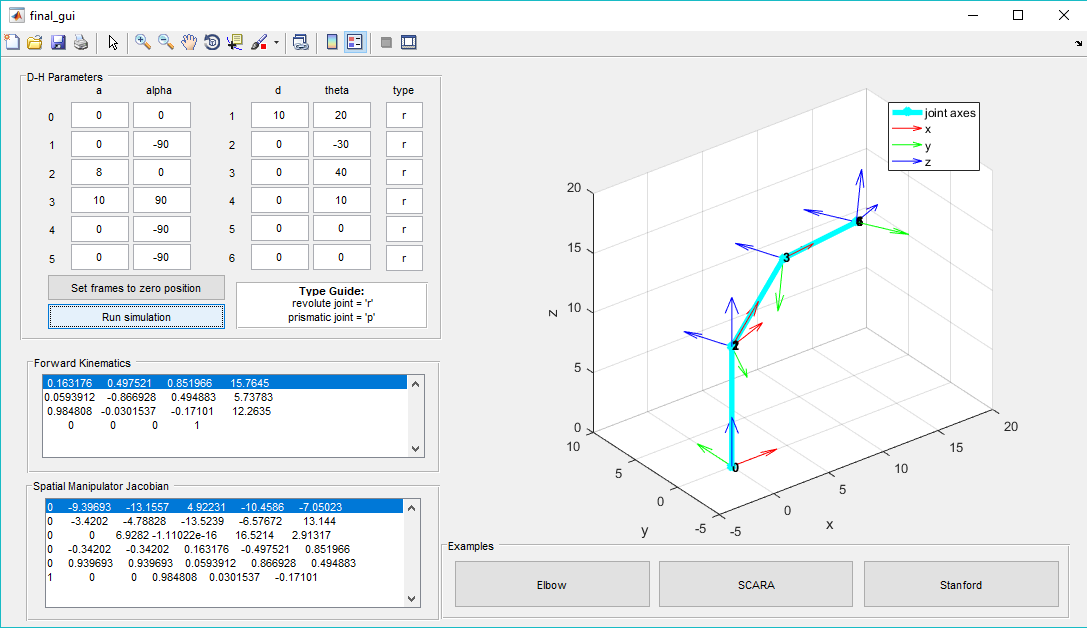 final_gui
D-H Parameters
a alpha d theta type
0 0 0 1 10 20 r
1 0 -90 2 0 -30 r
2 8 0 3 0 40 r
3 10 90 4 0 10 r
4 0 -90 5 0 0 r
5 0 -90 6 0 0 r
Set frames to zero position
Run simulation
Type Guide:
revolute joint = 'r'
prismatic joint = 'p'
Forward Kinematics
0.163176 0.497521 0.851966 15.7645
0.0593912 -0.866928 0.494883 5.73783
0.984808 -0.0301537 -0.17101 12.2635
0 0 0 1
Spatial Manipulator Jacobian
0 -9.39693 -13.1557 4.92231 -10.4586 -7.05023
0 -3.4202 -4.78828 -13.5239 -6.57672 13.144
0 0 6.9282 -1.11022e-16 16.5214 2.91317
0 -0.34202 -0.34202 0.163176 -0.497521 0.851966
0 0.939693 0.939693 0.0593912 0.866928 0.494883
1 0 0 0.984808 0.0301537 -0.17101
joint axes
x
y
z
20
15
10
5
0
z
10
5
0
-5
y
-5
0
5
10
15
20
x
0
3
Examples
Elbow SCARA Stanford